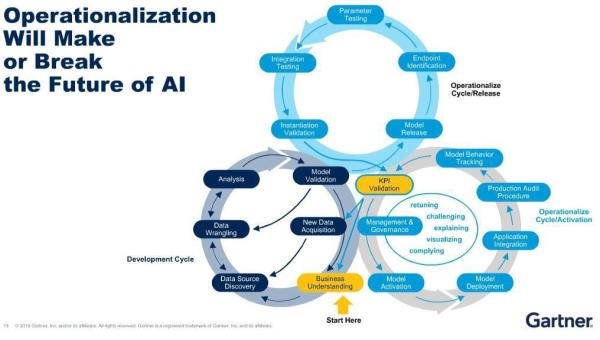 Operationalization
Will Make
or Break
the Future of AI
Parameter
Testing
Integration
Testing
Endpoint
Identification
Operationalize
Cycle/Release
Instantiation
Validation
Model
Release
Model Behavior
Tracking
Analysis
Model
Validation
KPI
Validation
Production Audit
Procedure
retuning
challenging
explaining
visualizing
complying
Operationalize
Cycle/Activation
Data
Wrangling
New Data
Acquisition
Management &
Governance
Application
Integration
Development Cycle
Data Source
Discovery
Business
Understanding
Model
Activation
Model
Deployment
Start Here
Gartner, Inc. and/or its affiliates. All rights reserved. Gartner is a registered trademark of Gartner, Inc. and its affiliates.
Gartner